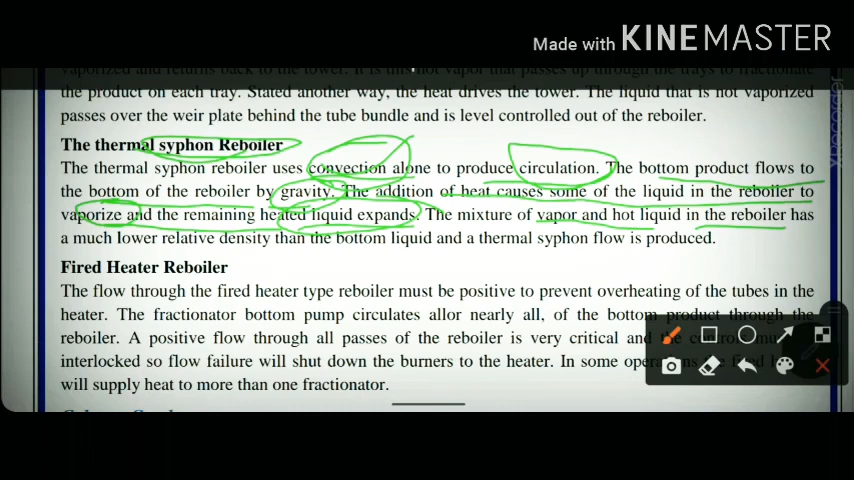 Made with KINEMASTER
vaporized and returns back to the tower. It is this hot vapor that passes up through the trays to fractionate
the product on each tray. Stated another way, the heat drives the tower. The liquid that is not vaporized
passes over the weir plate behind the tube bundle and is level controlled out of the reboiler.
The thermal syphon Reboiler
The thermal syphon reboiler uses convection alone to produce circulation. The bottom product flows to
the bottom of the reboiler by gravity. The addition of heat causes some of the liquid in the reboiler to
vaporize and the remaining heated liquid expands. The mixture of vapor and hot liquid in the reboiler has
a much lower relative density than the bottom liquid and a thermal syphon flow is produced.
Fired Heater Reboiler
The flow through the fired heater type reboiler must be positive to prevent overheating of the tubes in the
heater. The fractionator bottom pump circulates allor nearly all, of the bottom product through the
reboiler. A positive flow through all passes of the reboiler is very critical and the controls
interlocked so flow failure will shut down the burners to the heater. In some
will supply heat to more than one fractionator.
XRecorder